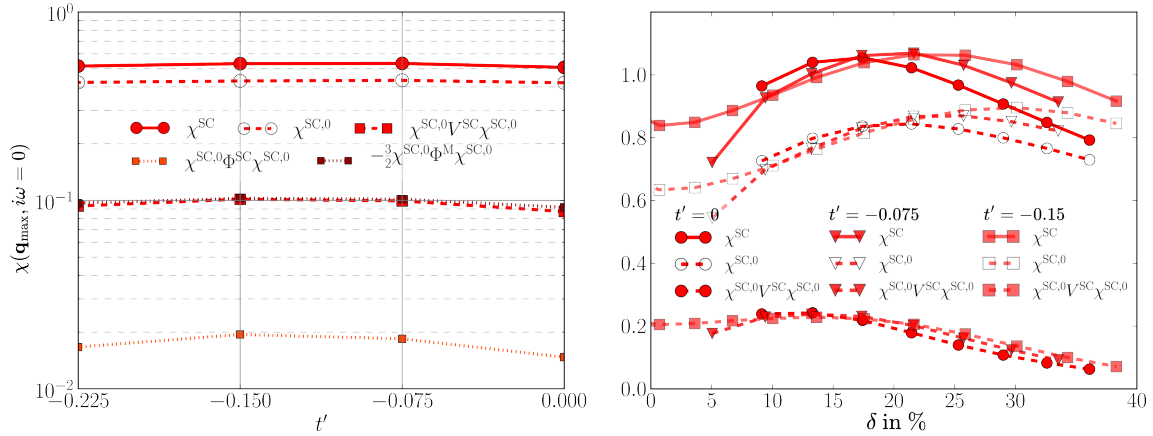 χ(q_max, iω = 0)
10^0
10^−1
10^−2
χ^SC
χ^SC,0
χ^SC,0 V^SC χ^SC,0
χ^SC,0 Φ^SC χ^SC,0
−3/2 χ^SC,0 Φ^M χ^SC,0
−0.225 −0.150 −0.075 0.000
t′
1.0
0.8
0.6
0.4
0.2
0.0
t′ = 0 t′ = −0.075 t′ = −0.15
χ^SC χ^SC χ^SC
χ^SC,0 χ^SC,0 χ^SC,0
χ^SC,0 V^SC χ^SC,0 χ^SC,0 V^SC χ^SC,0 χ^SC,0 V^SC χ^SC,0
0 5 10 15 20 25 30 35 40
δ in %